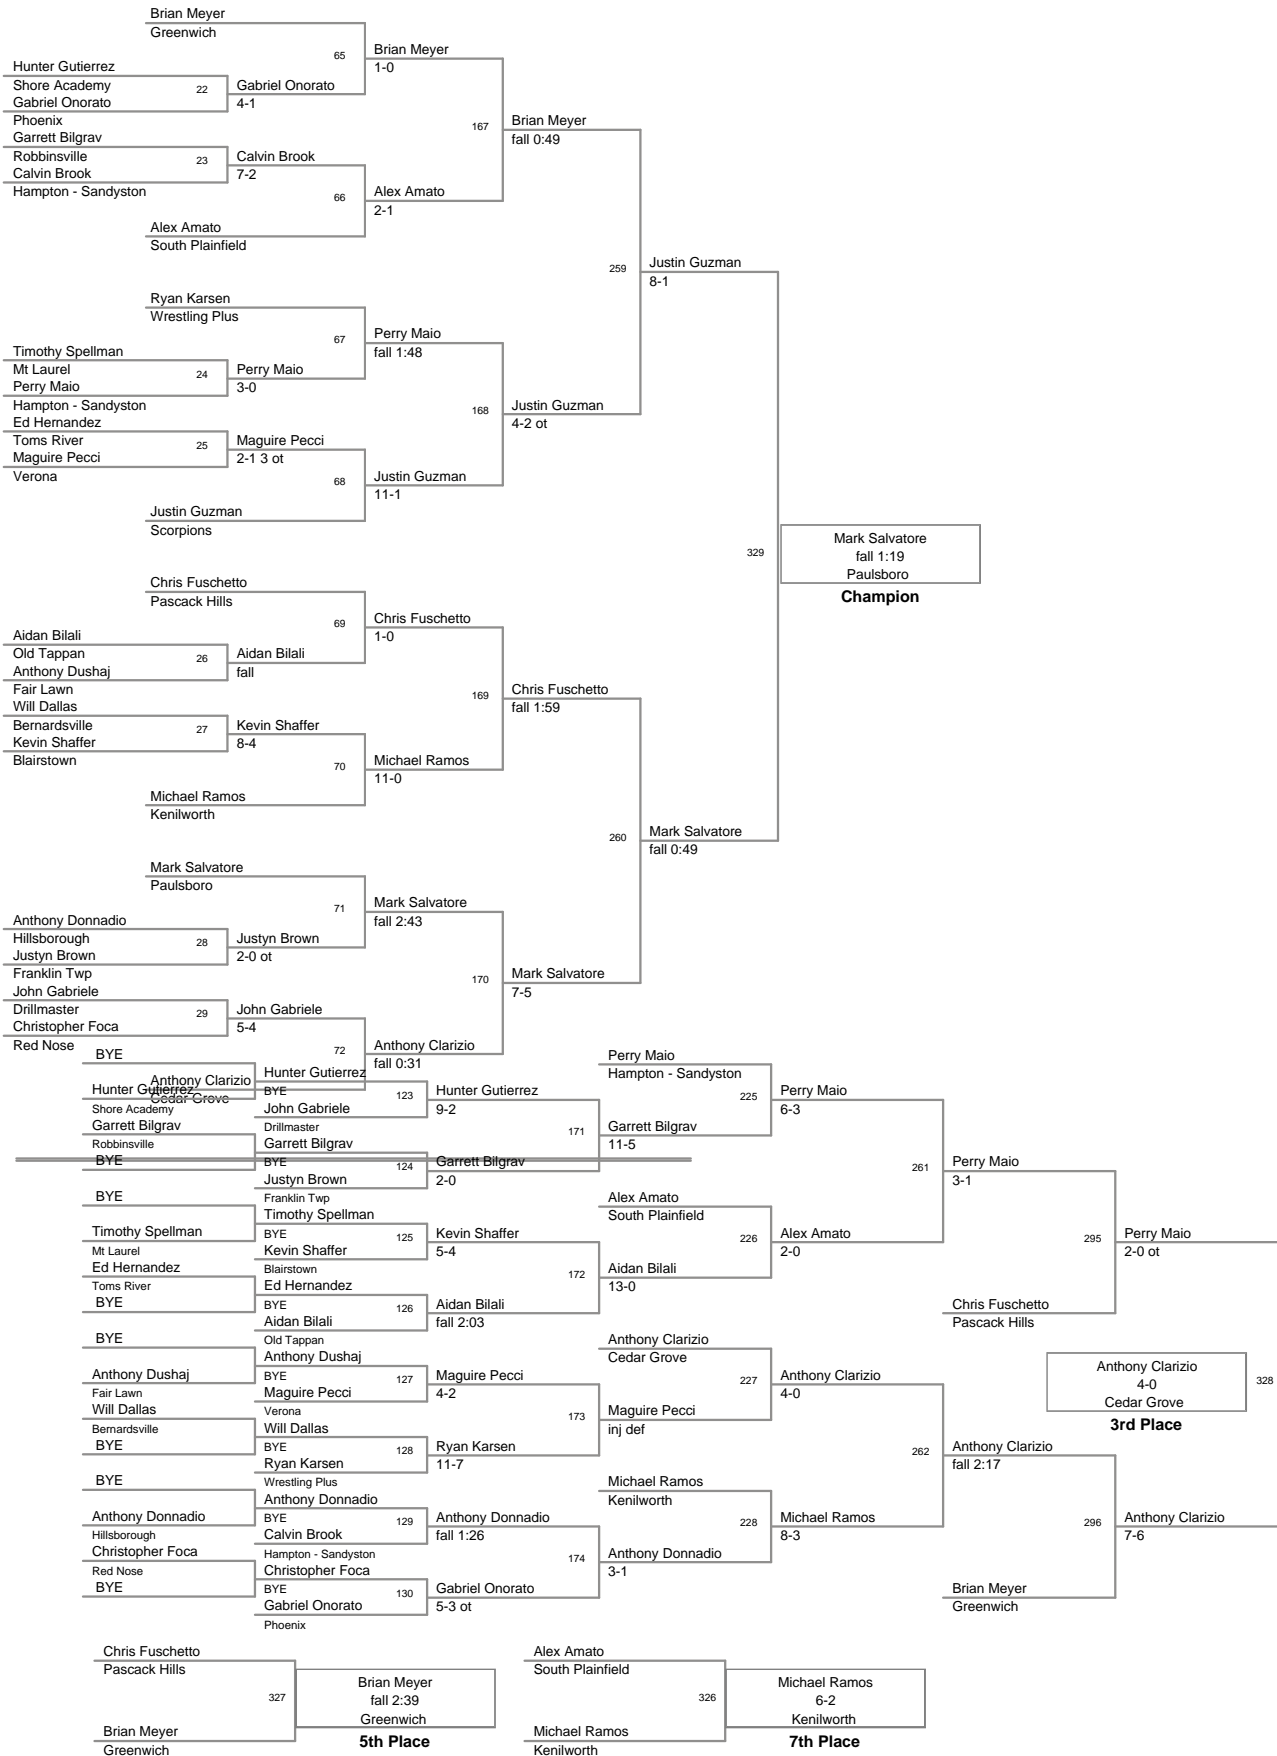 Brian Meyer
Greenwich
65
Brian Meyer
1-0
Hunter Gutierrez
Shore Academy
22
Gabriel Onorato
Gabriel Onorato
4-1
Phoenix
167
Brian Meyer
fall 0:49
Garrett Bilgrav
Robbinsville
23
Calvin Brook
Calvin Brook
7-2
Hampton - Sandyston
66
Alex Amato
2-1
Alex Amato
South Plainfield
259
Justin Guzman
8-1
Ryan Karsen
Wrestling Plus
67
Perry Maio
fall 1:48
Timothy Spellman
Mt Laurel
24
Perry Maio
Perry Maio
3-0
Hampton - Sandyston
168
Justin Guzman
4-2 ot
Ed Hernandez
Toms River
25
Maguire Pecci
Maguire Pecci
2-1 3 ot
Verona
68
Justin Guzman
11-1
Justin Guzman
Scorpions
329
Mark Salvatore
fall 1:19
Paulsboro
Champion
Chris Fuschetto
Pascack Hills
69
Chris Fuschetto
1-0
Aidan Bilali
Old Tappan
26
Aidan Bilali
Anthony Dushaj
fall
Fair Lawn
169
Chris Fuschetto
fall 1:59
Will Dallas
Bernardsville
27
Kevin Shaffer
Kevin Shaffer
8-4
Blairstown
70
Michael Ramos
11-0
Michael Ramos
Kenilworth
260
Mark Salvatore
fall 0:49
Mark Salvatore
Paulsboro
71
Mark Salvatore
fall 2:43
Anthony Donnadio
Hillsborough
28
Justyn Brown
Justyn Brown
2-0 ot
Franklin Twp
170
Mark Salvatore
7-5
John Gabriele
Drillmaster
29
John Gabriele
Christopher Foca
5-4
Red Nose
72
Anthony Clarizio
fall 0:31
Anthony Clarizio
Cedar Grove
BYE
Hunter Gutierrez
Hunter Gutierrez
Shore Academy
BYE
123
Hunter Gutierrez
9-2
John Gabriele
Drillmaster
Garrett Bilgrav
Robbinsville
171
Garrett Bilgrav
11-5
Garrett Bilgrav
BYE
BYE
124
Garrett Bilgrav
2-0
Justyn Brown
Franklin Twp
Perry Maio
Hampton - Sandyston
225
Perry Maio
6-3
261
Perry Maio
3-1
BYE
Timothy Spellman
Timothy Spellman
Mt Laurel
BYE
125
Kevin Shaffer
5-4
Kevin Shaffer
Blairstown
Ed Hernandez
Toms River
172
Aidan Bilali
13-0
Ed Hernandez
BYE
BYE
126
Aidan Bilali
fall 2:03
Aidan Bilali
Old Tappan
Alex Amato
South Plainfield
226
Alex Amato
2-0
295
Perry Maio
2-0 ot
Chris Fuschetto
Pascack Hills
BYE
Anthony Dushaj
Anthony Dushaj
Fair Lawn
BYE
127
Maguire Pecci
4-2
Maguire Pecci
Verona
Will Dallas
Bernardsville
173
Maguire Pecci
inj def
Will Dallas
BYE
BYE
128
Ryan Karsen
11-7
Ryan Karsen
Wrestling Plus
Anthony Clarizio
Cedar Grove
227
Anthony Clarizio
4-0
Anthony Clarizio
4-0
Cedar Grove
328
3rd Place
262
Anthony Clarizio
fall 2:17
BYE
Anthony Donnadio
Anthony Donnadio
Hillsborough
BYE
129
Anthony Donnadio
fall 1:26
Calvin Brook
Hampton - Sandyston
Christopher Foca
Red Nose
174
Anthony Donnadio
3-1
Christopher Foca
BYE
BYE
130
Gabriel Onorato
5-3 ot
Gabriel Onorato
Phoenix
Michael Ramos
Kenilworth
228
Michael Ramos
8-3
296
Anthony Clarizio
7-6
Brian Meyer
Greenwich
Chris Fuschetto
Pascack Hills
327
Brian Meyer
fall 2:39
Greenwich
Brian Meyer
Greenwich
5th Place
Alex Amato
South Plainfield
326
Michael Ramos
6-2
Kenilworth
Michael Ramos
Kenilworth
7th Place